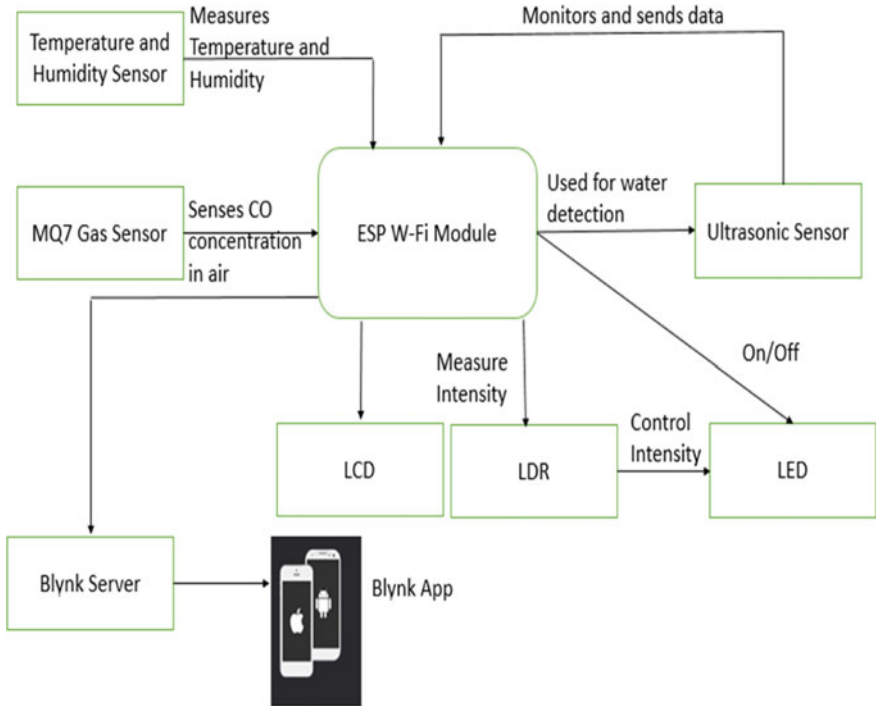 Temperature and
Humidity Sensor
Measures
Temperature and
Humidity
Monitors and sends data
MQ7 Gas Sensor
Senses CO
concentration
in air
ESP W-Fi Module
Used for water
detection
Ultrasonic Sensor
On/Off
Measure
Intensity
LCD
LDR
Control
Intensity
LED
Blynk Server
Blynk App